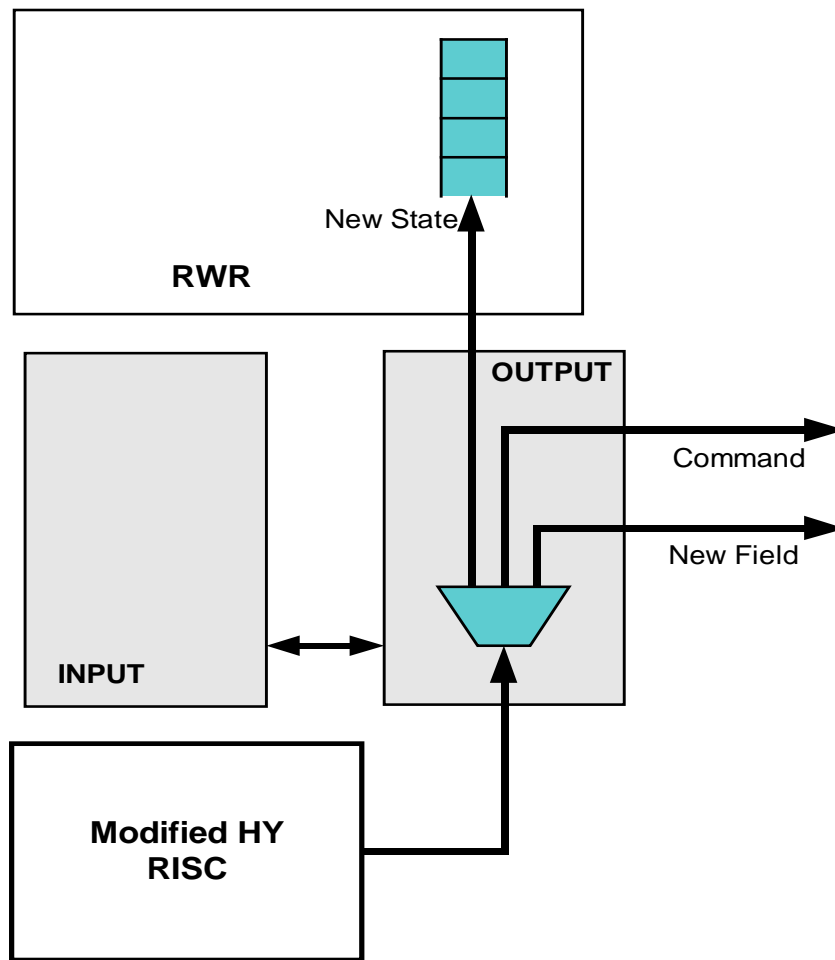 New State
RWR
OUTPUT
Command
New Field
INPUT
Modified HY
RISC